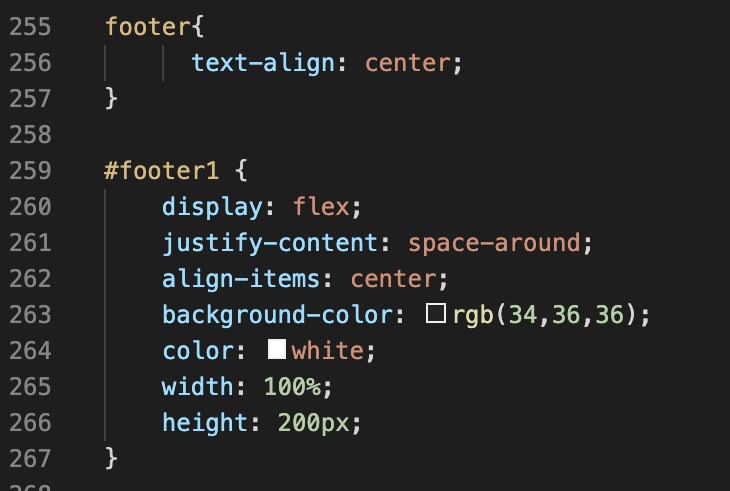 255 footer{
256 text-align: center;
257 }
258
259 #footer1 {
260 display: flex;
261 justify-content: space-around;
262 align-items: center;
263 background-color: rgb(34,36,36);
264 color: white;
265 width: 100%;
266 height: 200px;
267 }